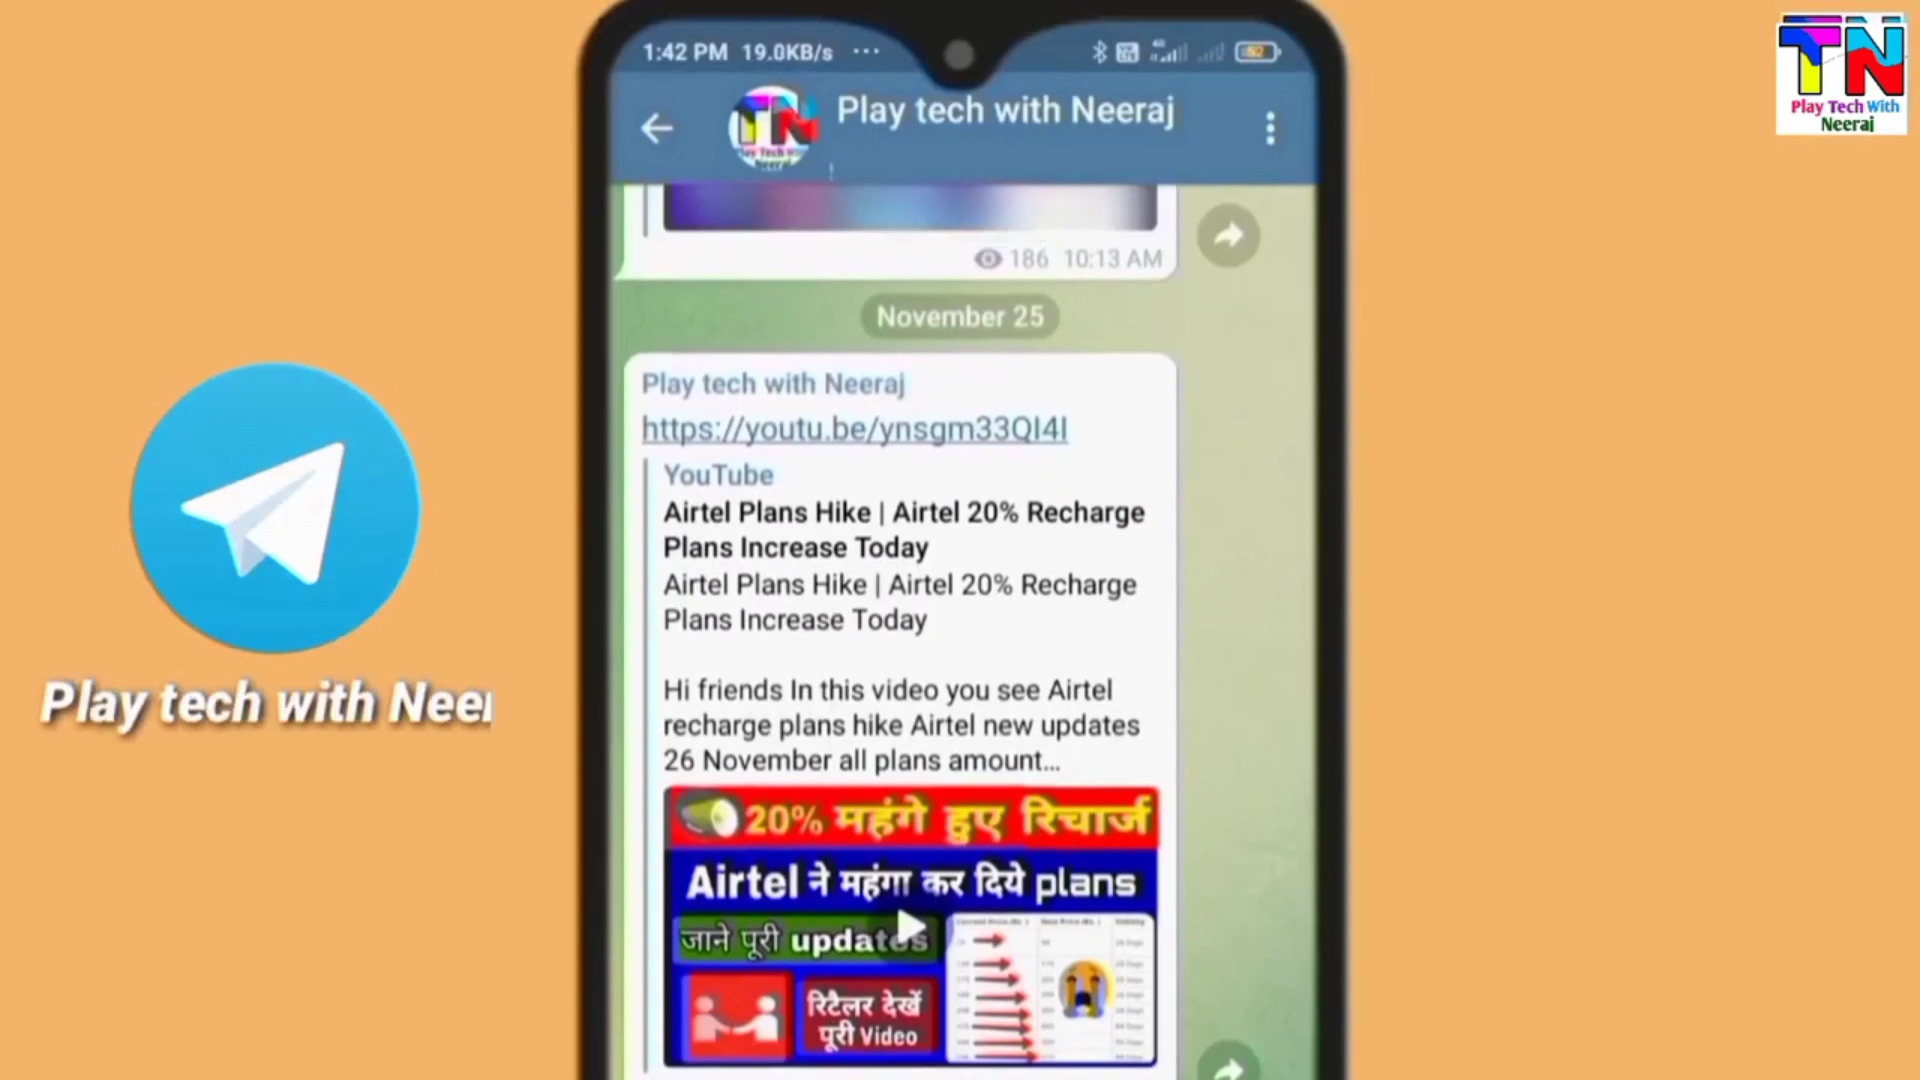 1:42 PM 19.0KB/s ...
Play tech with Neeraj
TN
Play Tech With
Neeraj
186 10:13 AM
November 25
Play tech with Neeraj
https://youtu.be/ynsgm33Ql4I
YouTube
Airtel Plans Hike | Airtel 20% Recharge
Plans Increase Today
Airtel Plans Hike | Airtel 20% Recharge
Plans Increase Today
Hi friends In this video you see Airtel
recharge plans hike Airtel new updates
26 November all plans amount...
20% महंगे हुए रिचार्ज
Airtel ने महंगा कर दिये plans
जाने पूरी updates
रिटैलर देखें
पूरी Video
Play tech with Neer